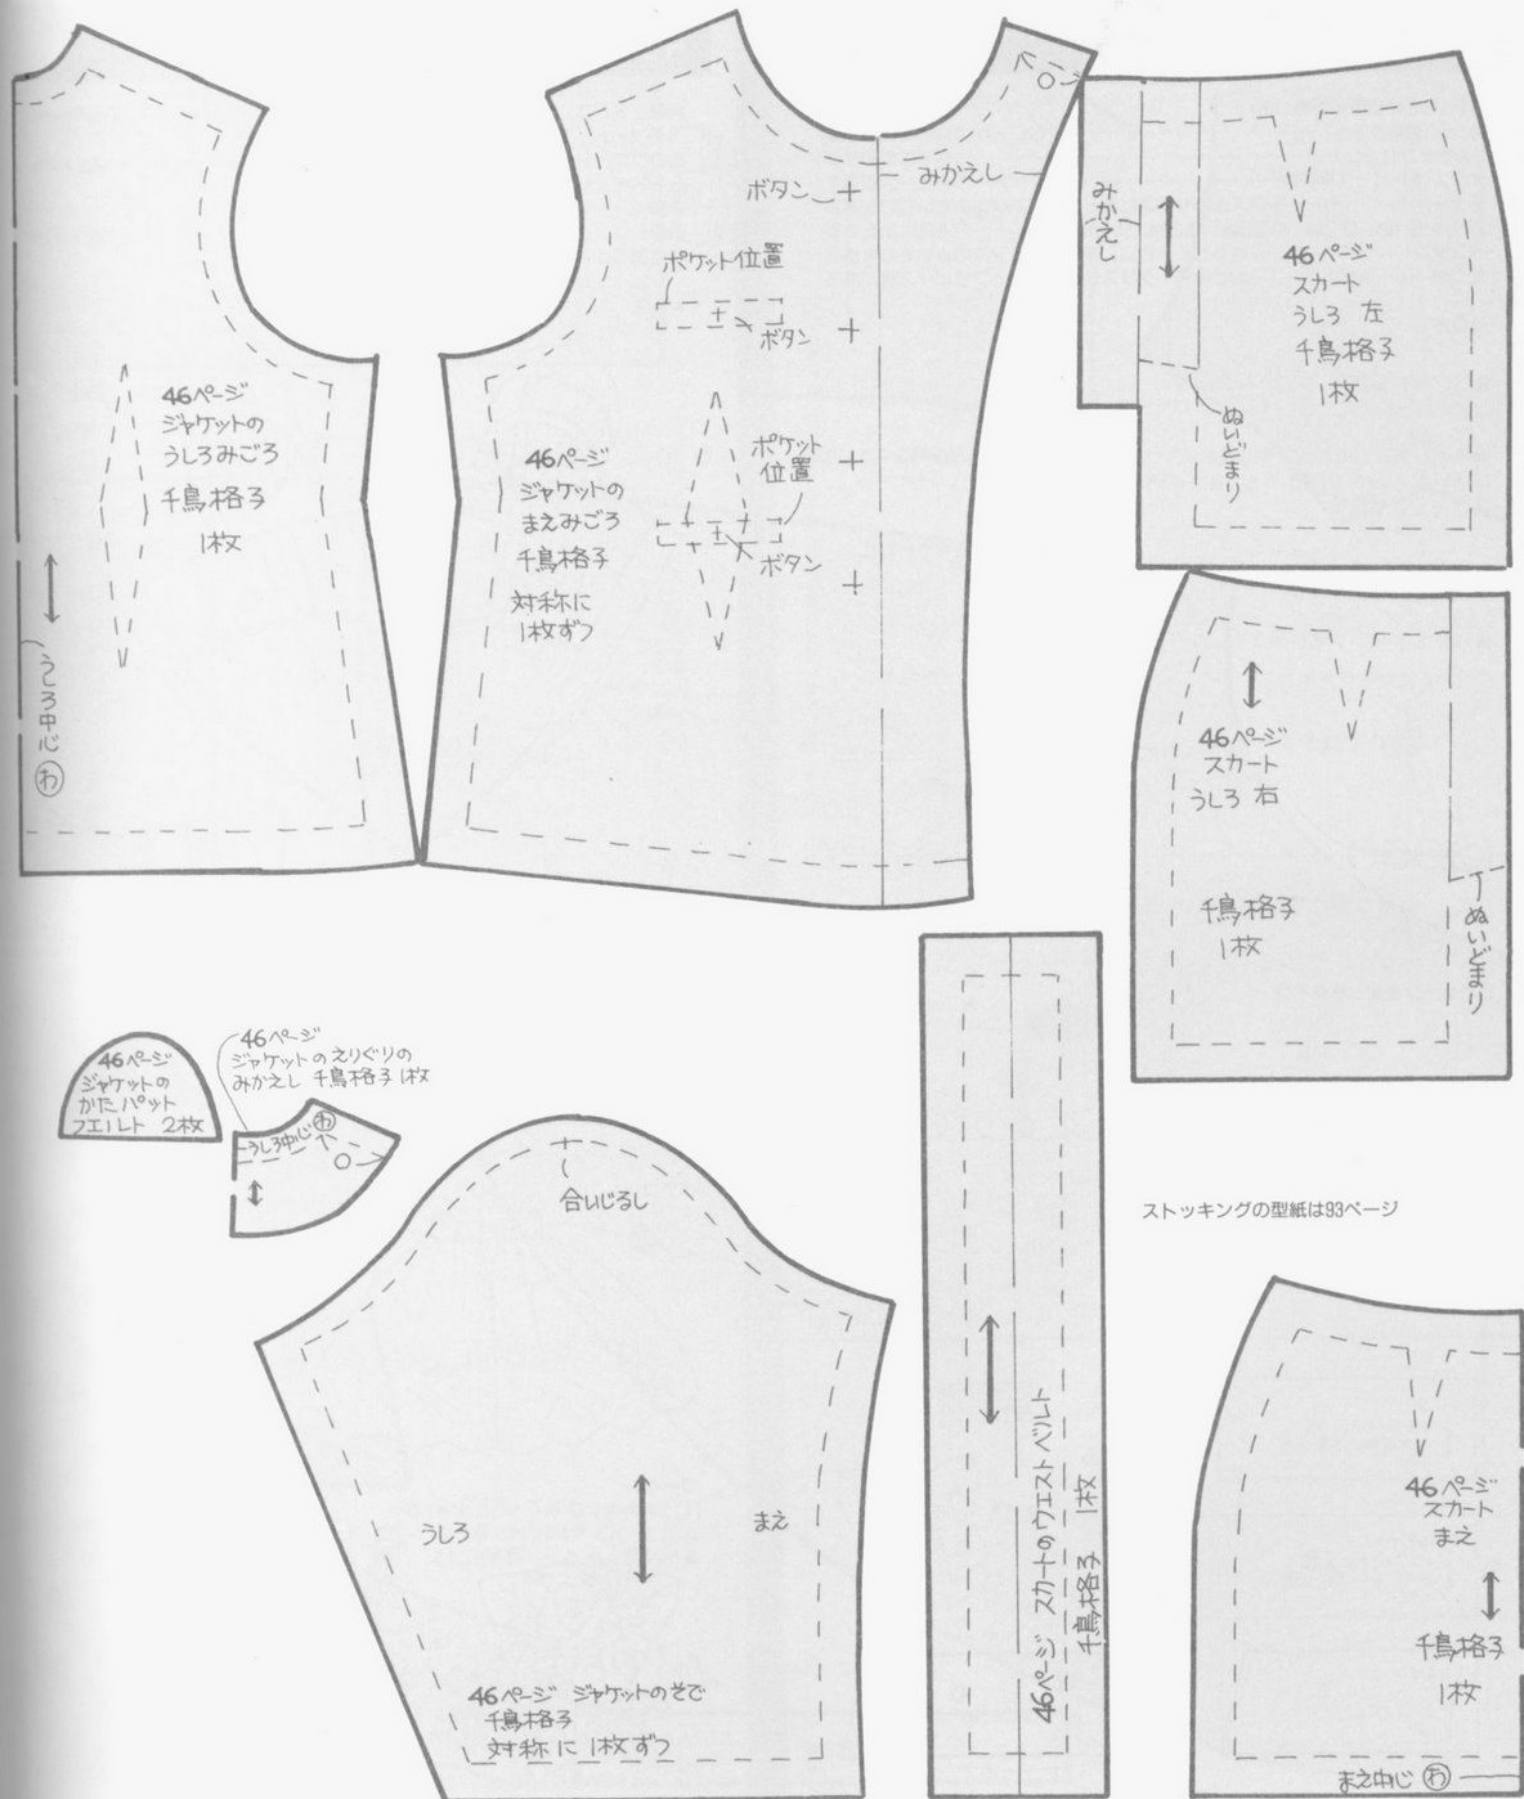 46ページ
ジャケットの
うしろみごろ
千鳥格子
1枚
うしろ中心 わ
46ページ
ジャケットの
まえみごろ
千鳥格子
対称に
1枚ずつ
ボタン
みかえし
ポケット位置
ボタン
ポケット
位置
ボタン
みかえし
46ページ
スカート
うしろ 左
千鳥格子
1枚
ぬいどまり
46ページ
スカート
うしろ 右
千鳥格子
1枚
ぬいどまり
46ページ
ジャケットの
かたパット
フエルト 2枚
46ページ
ジャケットのえりぐりの
みかえし 千鳥格子 1枚
うしろ中心 わ
合いじるし
うしろ
まえ
46ページ ジャケットのそで
千鳥格子
対称に 1枚ずつ
46ページ スカートのウエストベルト
千鳥格子 1枚
ストッキングの型紙は93ページ
46ページ
スカート
まえ
千鳥格子
1枚
まえ中心 わ